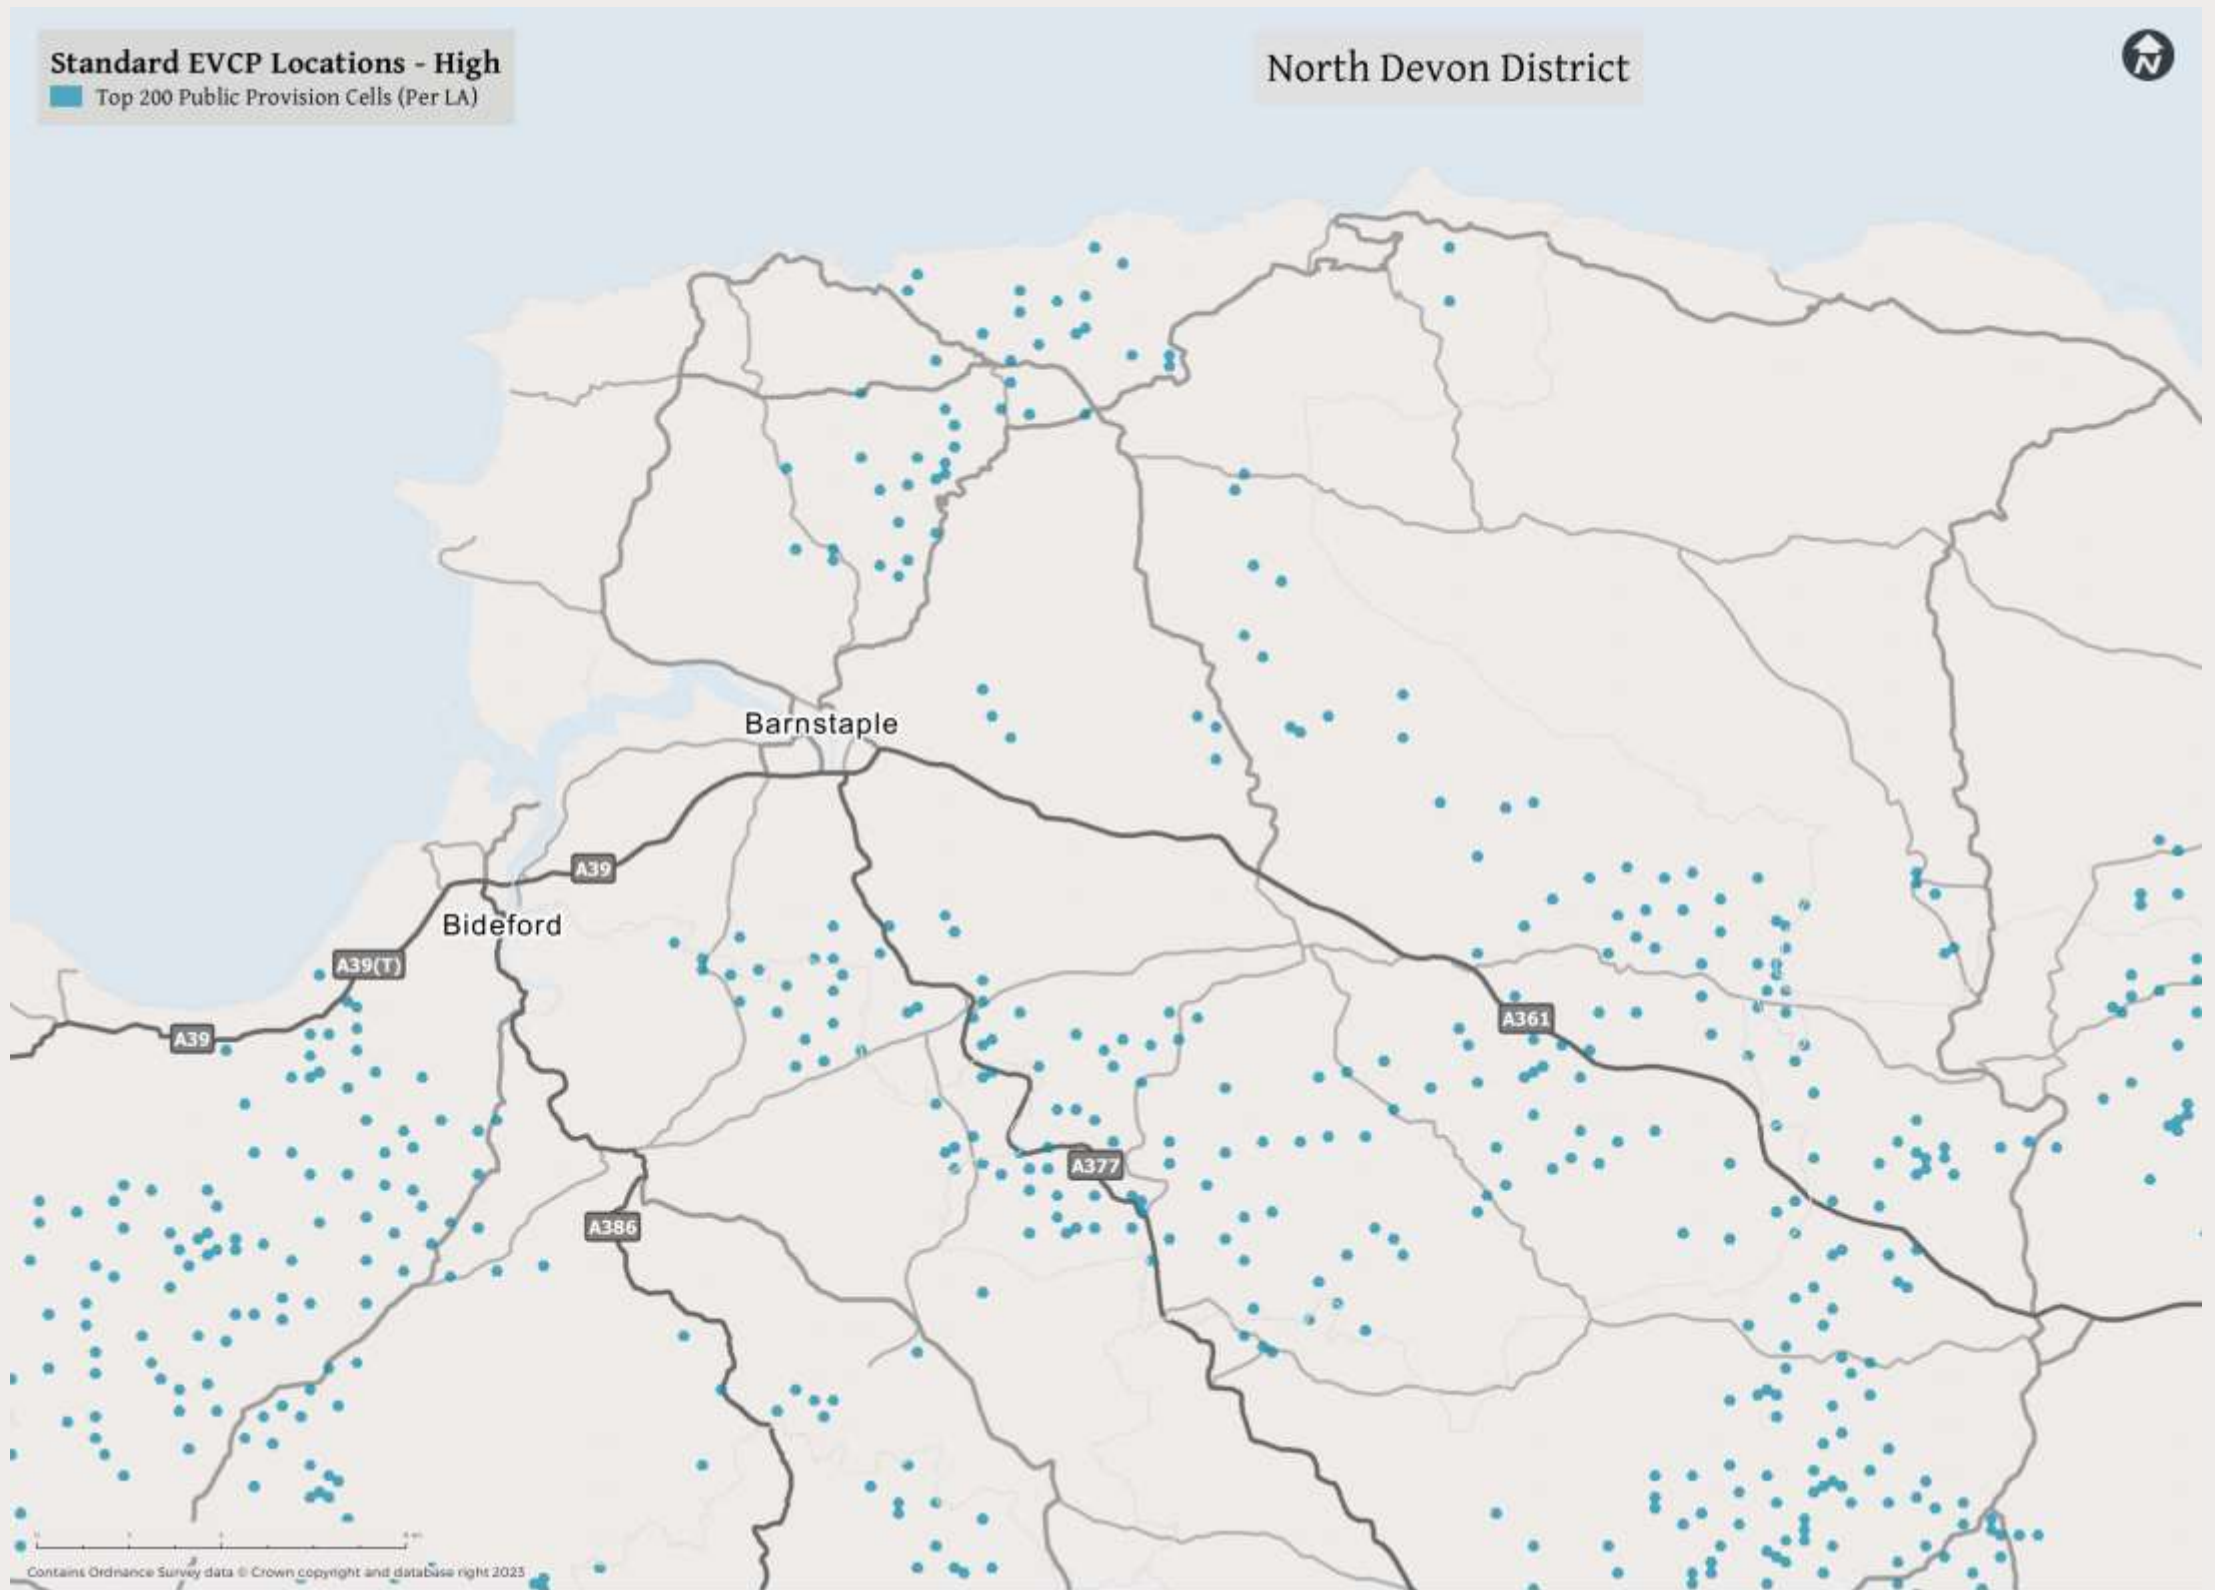 Standard EVCP Locations - High
Top 200 Public Provision Cells (Per LA)
North Devon District
N
Barnstaple
A39
Bideford
A39(T)
A39
A361
A377
A386
Contains Ordnance Survey data © Crown copyright and database right 2023